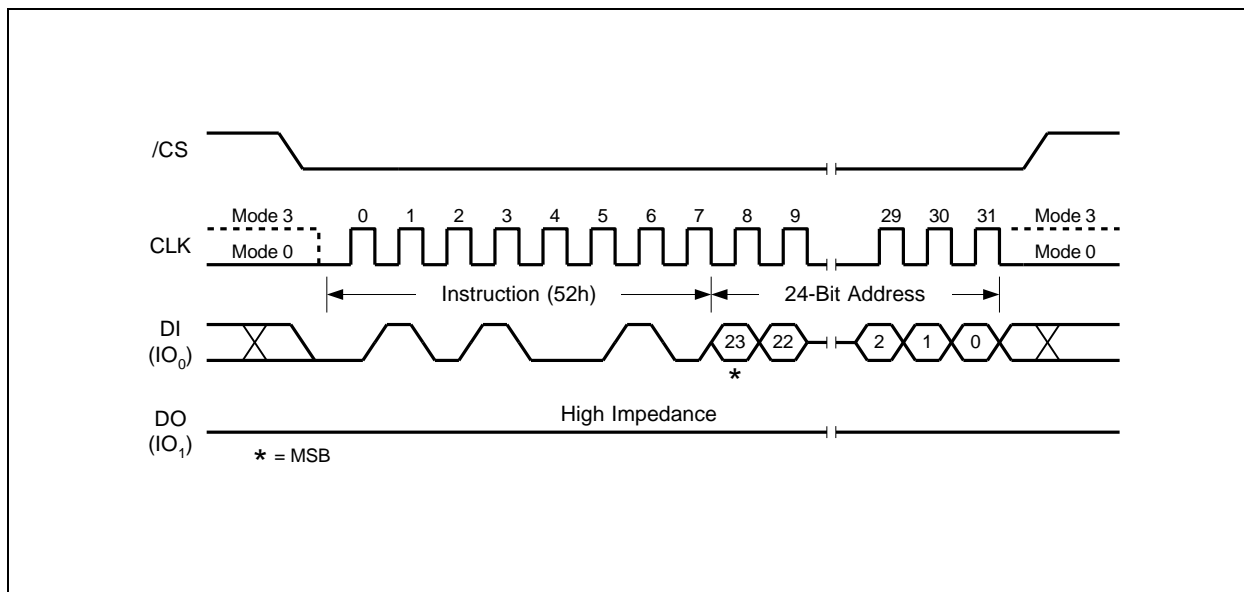 /CS
Mode 3 0 1 2 3 4 5 6 7 8 9 29 30 31 Mode 3
CLK Mode 0 Mode 0
Instruction (52h) 24-Bit Address
DI
(IO0) 23 22 2 1 0
*
High Impedance
DO
(IO1)
* = MSB